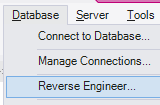 Database Server Tools
Connect to Database...
Manage Connections...
Reverse Engineer...